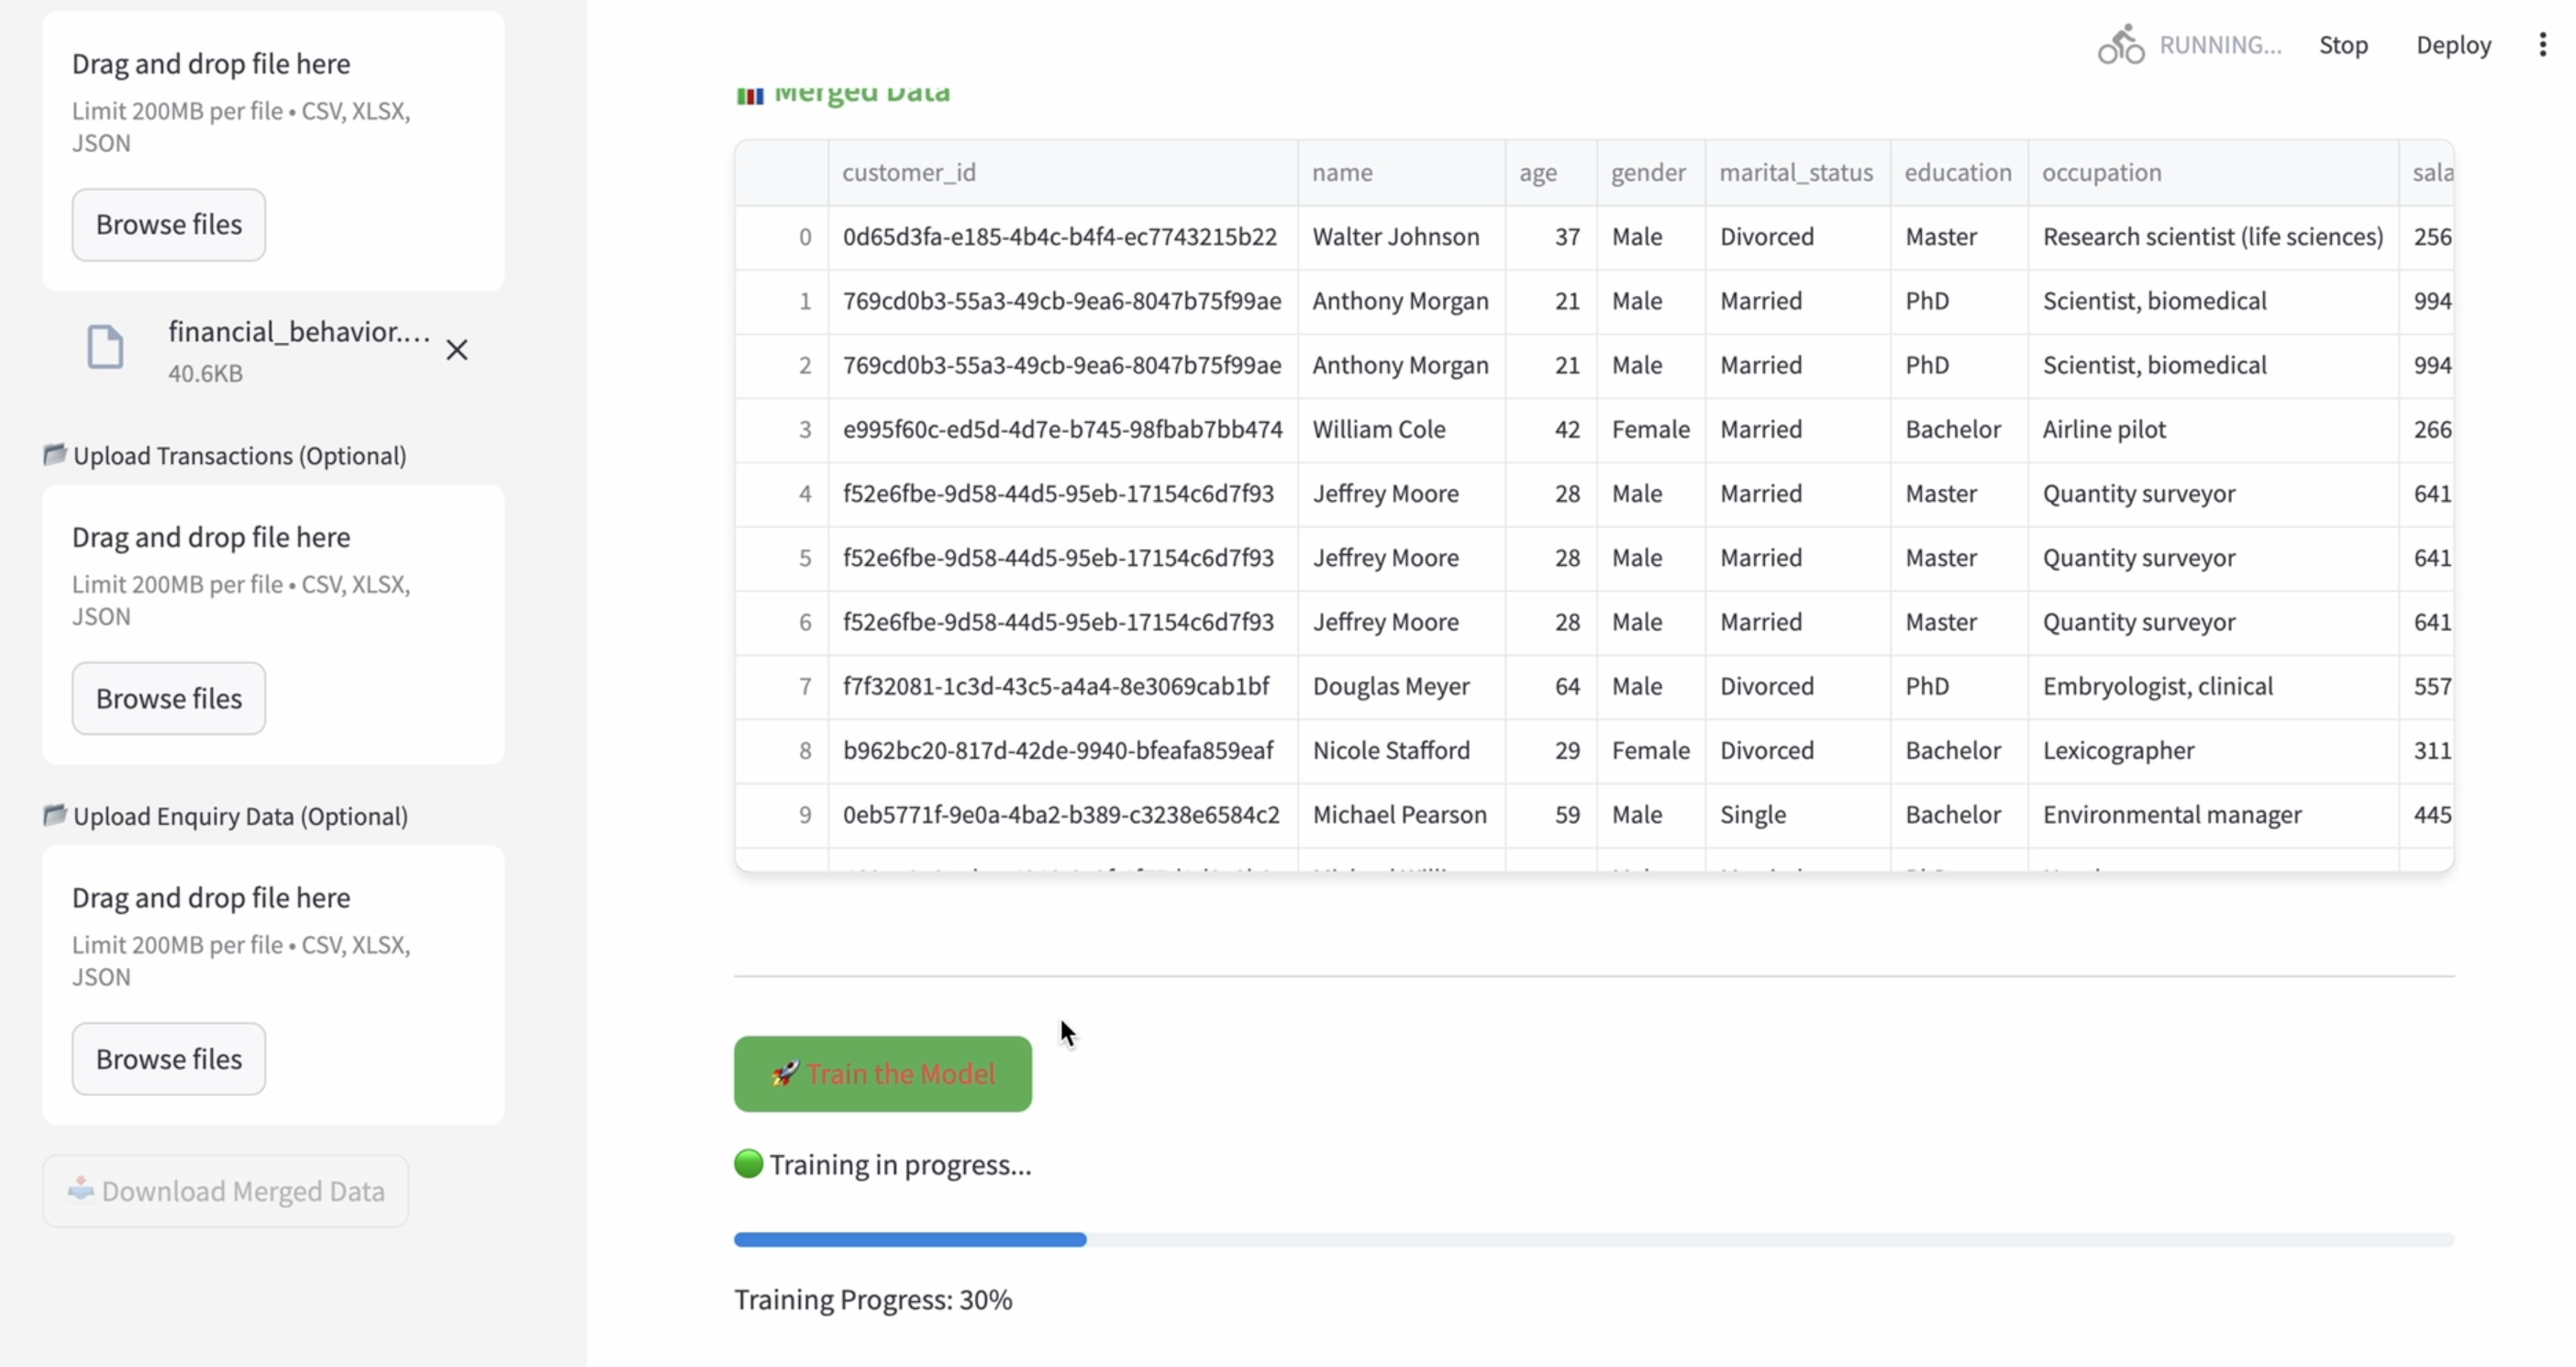 Drag and drop file here
Limit 200MB per file • CSV, XLSX,
JSON
Browse files
financial_behavior....
40.6KB
Upload Transactions (Optional)
Drag and drop file here
Limit 200MB per file • CSV, XLSX,
JSON
Browse files
Upload Enquiry Data (Optional)
Drag and drop file here
Limit 200MB per file • CSV, XLSX,
JSON
Browse files
Download Merged Data
RUNNING... Stop Deploy
Merged Data
customer_id name age gender marital_status education occupation sala
0 0d65d3fa-e185-4b4c-b4f4-ec7743215b22 Walter Johnson 37 Male Divorced Master Research scientist (life sciences) 256
1 769cd0b3-55a3-49cb-9ea6-8047b75f99ae Anthony Morgan 21 Male Married PhD Scientist, biomedical 994
2 769cd0b3-55a3-49cb-9ea6-8047b75f99ae Anthony Morgan 21 Male Married PhD Scientist, biomedical 994
3 e995f60c-ed5d-4d7e-b745-98fbab7bb474 William Cole 42 Female Married Bachelor Airline pilot 266
4 f52e6fbe-9d58-44d5-95eb-17154c6d7f93 Jeffrey Moore 28 Male Married Master Quantity surveyor 641
5 f52e6fbe-9d58-44d5-95eb-17154c6d7f93 Jeffrey Moore 28 Male Married Master Quantity surveyor 641
6 f52e6fbe-9d58-44d5-95eb-17154c6d7f93 Jeffrey Moore 28 Male Married Master Quantity surveyor 641
7 f7f32081-1c3d-43c5-a4a4-8e3069cab1bf Douglas Meyer 64 Male Divorced PhD Embryologist, clinical 557
8 b962bc20-817d-42de-9940-bfeafa859eaf Nicole Stafford 29 Female Divorced Bachelor Lexicographer 311
9 0eb5771f-9e0a-4ba2-b389-c3238e6584c2 Michael Pearson 59 Male Single Bachelor Environmental manager 445
Train the Model
Training in progress...
Training Progress: 30%